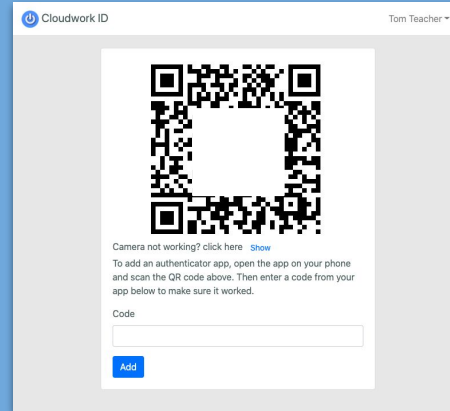 Cloudwork ID
Tom Teacher
Camera not working? click here Show
To add an authenticator app, open the app on your phone
and scan the QR code above. Then enter a code from your
app below to make sure it worked.
Code
Add